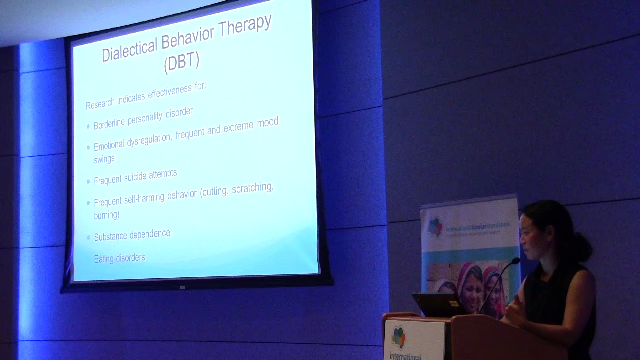 Dialectical Behavior Therapy
(DBT)
Research indicates effectiveness for:
Borderline personality disorder
Emotional dysregulation, frequent and extreme mood
swings
Frequent suicide attempts
Frequent self-harming behavior (cutting, scratching,
burning)
Substance dependence
Eating disorders
International